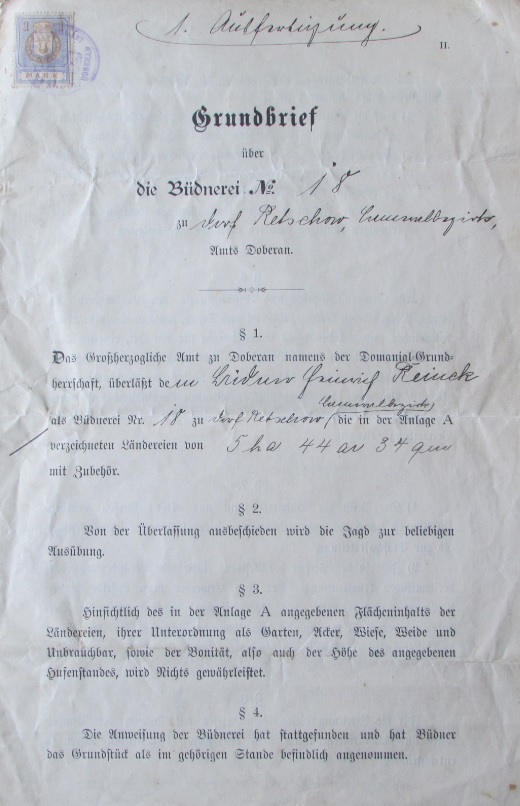 1
MARK
1. Ausfertigung.
II.
Grundbrief
über
die Büdnerei No. 18
zu Dorf Retschow, Cummelbezirks,
Amts Doberan.
§ 1.
Das Großherzogliche Amt zu Doberan namens der Domanial-Grund-
herrschaft, überläßt dem Büdner Heinrich Reinck
Cummelbezirks
als Büdnerei Nr. 18 zu Dorf Retschow, die in der Anlage A
verzeichneten Ländereien von 5 ha 44 ar 34 qm
mit Zubehör.
§ 2.
Von der Überlassung ausbeschieden wird die Jagd zur beliebigen
Ausübung.
§ 3.
Hinsichtlich des in der Anlage A angegebenen Flächeninhalts der
Ländereien, ihrer Unterordnung als Garten, Acker, Wiese, Weide und
Unbrauchbar, sowie der Bonität, also auch der Höhe des angegebenen
Hufenstandes, wird Nichts gewährleistet.
§ 4.
Die Anweisung der Büdnerei hat stattgefunden und hat Büdner
das Grundstück als im gehörigen Stande befindlich angenommen.